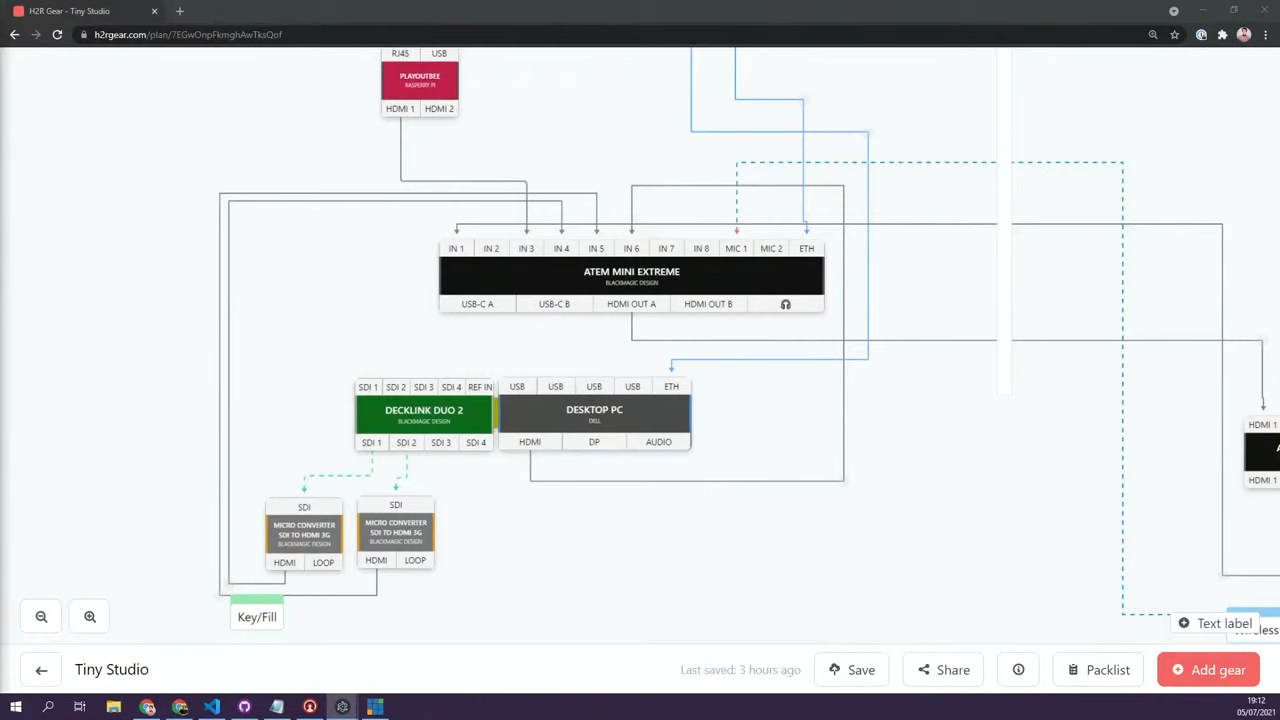 H2R Gear - Tiny Studio
h2rgear.com/plan/7EGwOnpFkmghAwTksQof
RJ45 USB
PLAYOUTBEE
RASPERRY PI
HDMI 1 HDMI 2
IN 1 IN 2 IN 3 IN 4 IN 5 IN 6 IN 7 IN 8 MIC 1 MIC 2 ETH
ATEM MINI EXTREME
BLACKMAGIC DESIGN
USB-C A USB-C B HDMI OUT A HDMI OUT B
SDI 1 SDI 2 SDI 3 SDI 4 REF IN
DECKLINK DUO 2
BLACKMAGIC DESIGN
SDI 1 SDI 2 SDI 3 SDI 4
USB USB USB USB ETH
DESKTOP PC
DELL
HDMI DP AUDIO
HDMI 1
A
HDMI 1
SDI
MICRO CONVERTER
SDI TO HDMI 3G
BLACKMAGIC DESIGN
HDMI LOOP
SDI
MICRO CONVERTER
SDI TO HDMI 3G
BLACKMAGIC DESIGN
HDMI LOOP
Key/Fill
Text label
Wireless
Tiny Studio
Last saved: 3 hours ago
Save
Share
Packlist
Add gear
19:12
05/07/2021